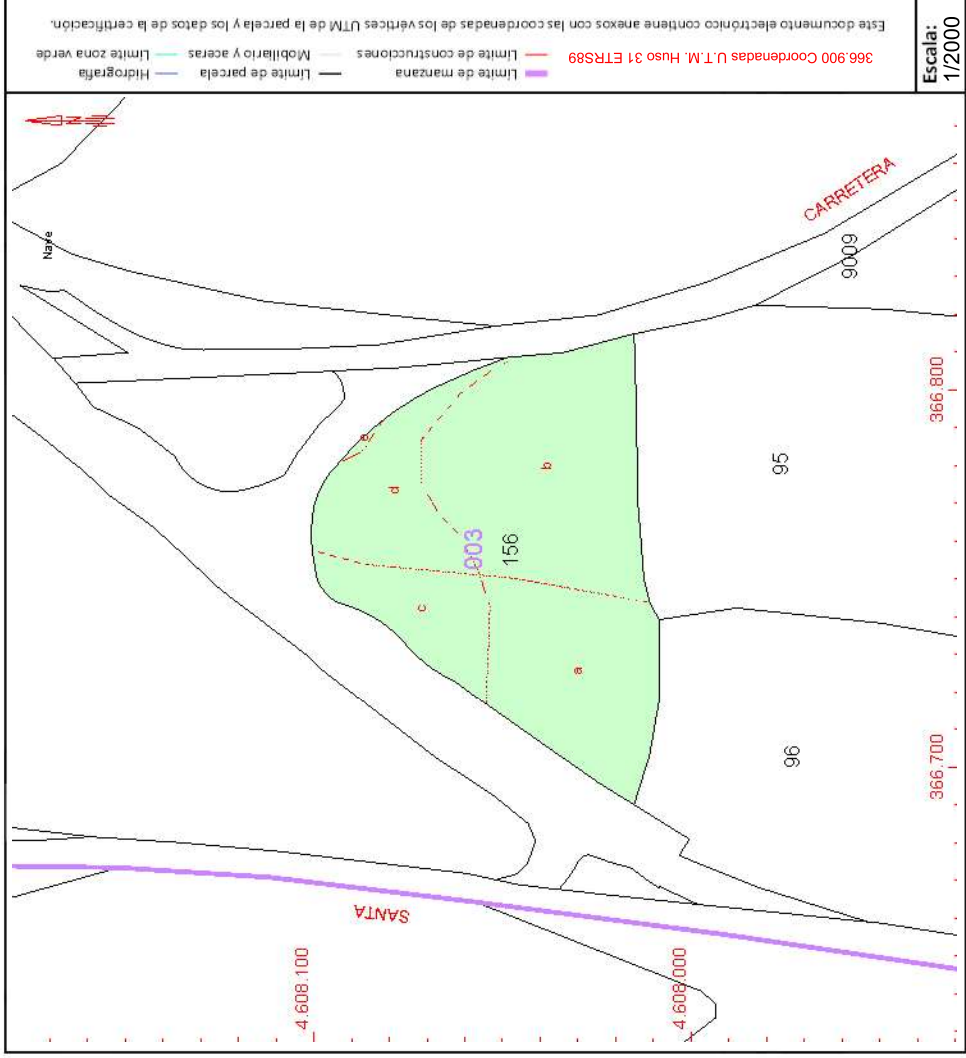 Este documento electrónico contiene anexos con las coordenadas de los vértices UTM de la parcela y los datos de la certificación.
366.900 Coordenadas U.T.M. Huso 31 ETRS89
Límite de manzana
Límite de parcela
Hidrografía
Límite de construcciones
Mobiliario y aceras
Límite zona verde
Escala:
1/2000
N
Nave
CARRETERA
9009
366.800
e
d
b
95
003
156
c
a
96
366.700
SANTA
4.608.100
4.608.000